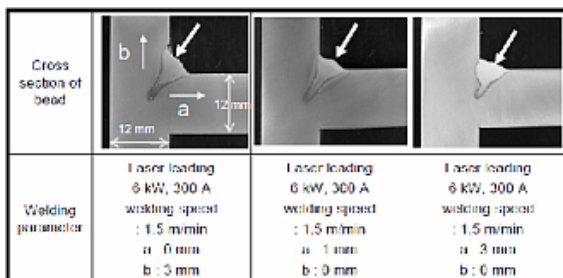 Cross
section of
bead
b
a
12 mm
12 mm
Welding
parameter
Laser leading
6 kW, 300 A
welding speed
: 1.5 m/min
a : 0 mm
b : 3 mm
Laser leading
6 kW, 300 A
welding speed
: 1.5 m/min
a : 1 mm
b : 0 mm
Laser leading
6 kW, 300 A
welding speed
: 1.5 m/min
a : 3 mm
b : 0 mm